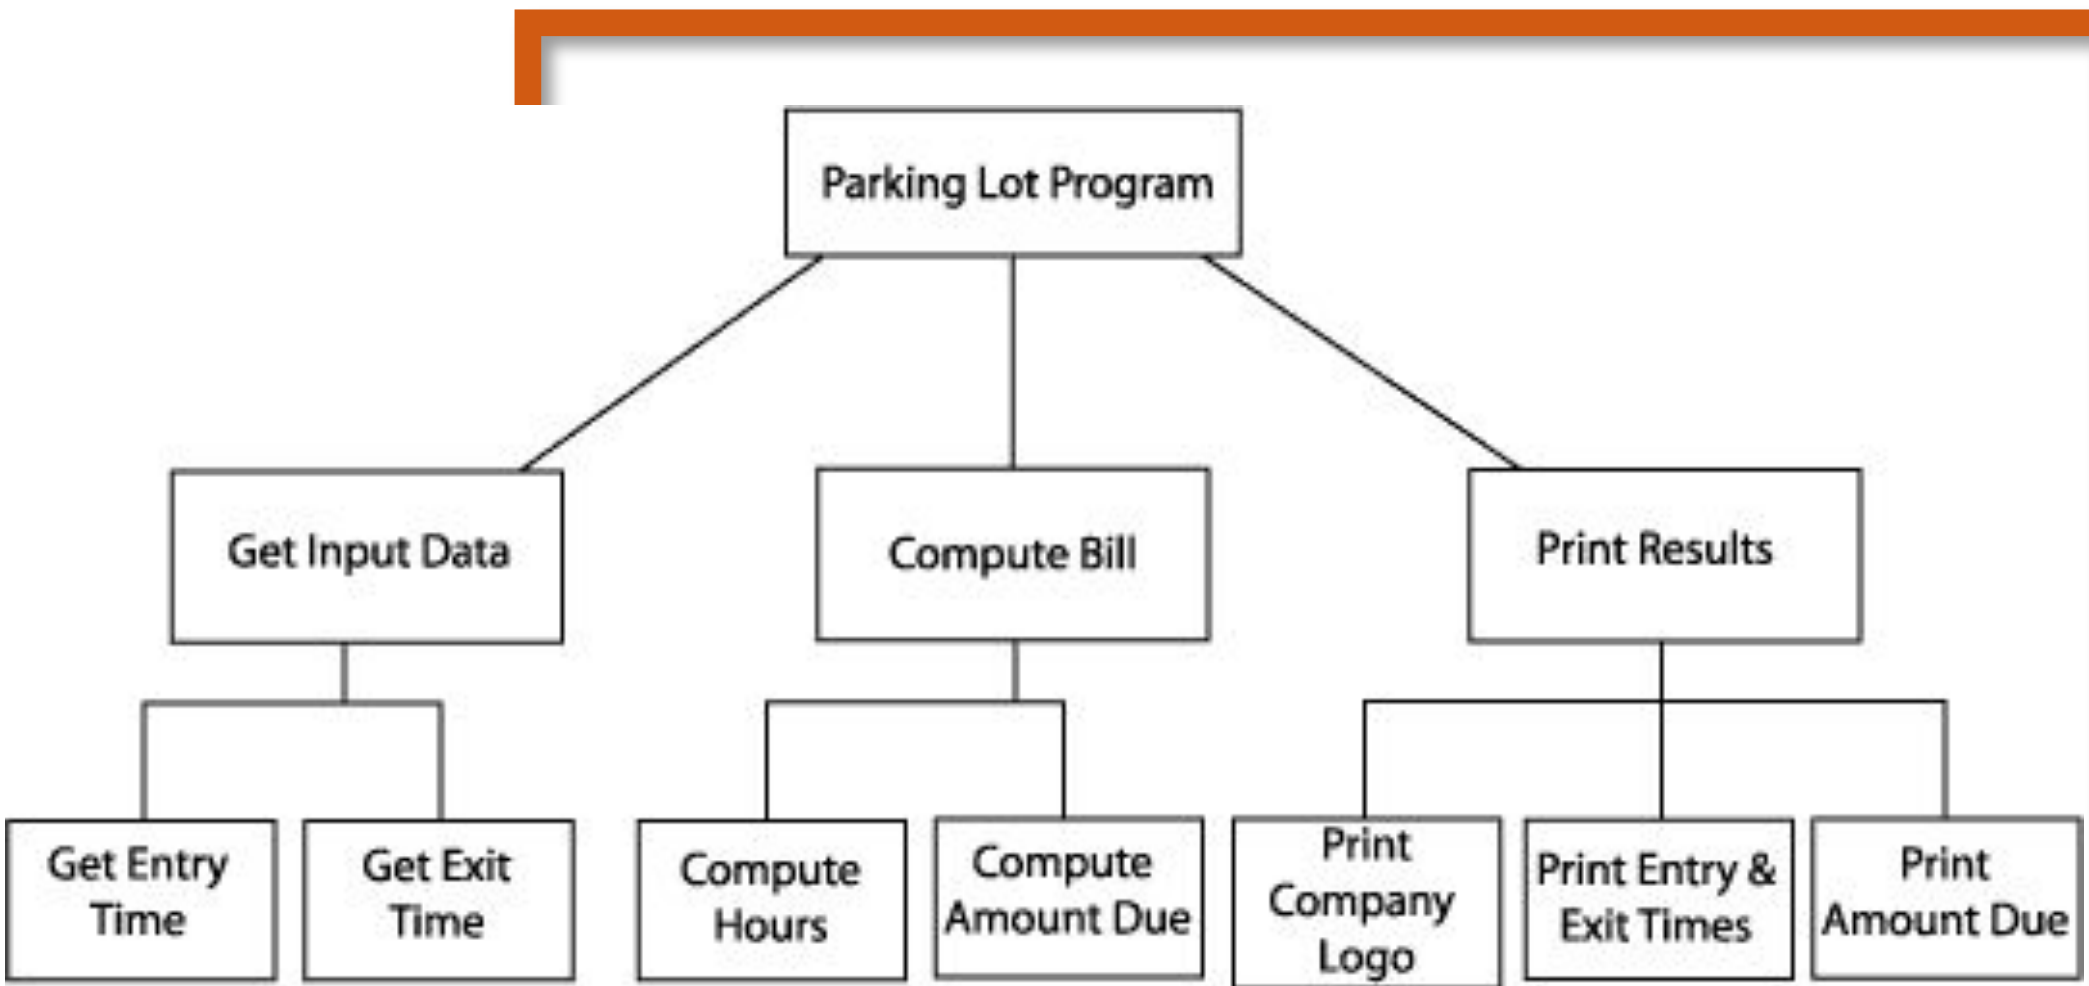 Parking Lot Program
Get Input Data
Compute Bill
Print Results
Get Entry
Time
Get Exit
Time
Compute
Hours
Compute
Amount Due
Print
Company
Logo
Print Entry &
Exit Times
Print
Amount Due